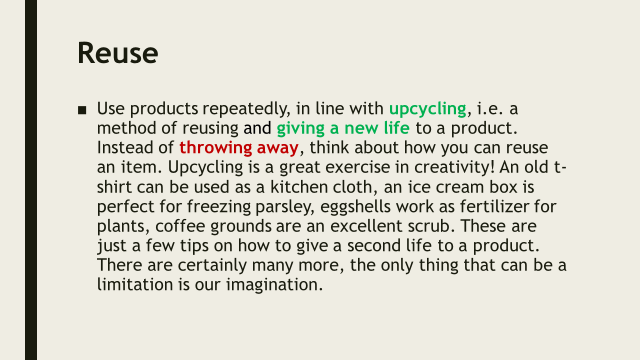 Reuse
■ Use products repeatedly, in line with upcycling, i.e. a
method of reusing and giving a new life to a product.
Instead of throwing away, think about how you can reuse
an item. Upcycling is a great exercise in creativity! An old t-
shirt can be used as a kitchen cloth, an ice cream box is
perfect for freezing parsley, eggshells work as fertilizer for
plants, coffee grounds are an excellent scrub. These are
just a few tips on how to give a second life to a product.
There are certainly many more, the only thing that can be a
limitation is our imagination.